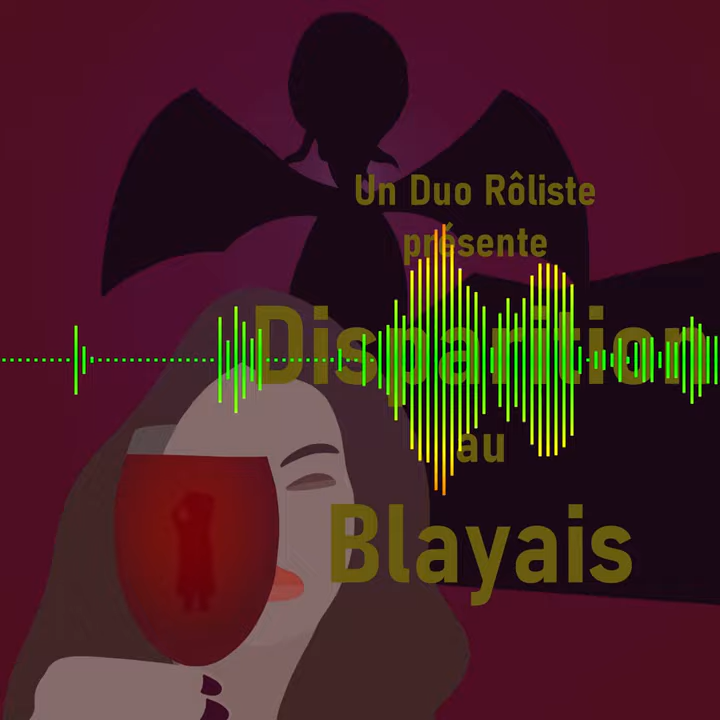 Un Duo Rôliste
présente
Disparition
au
Blayais